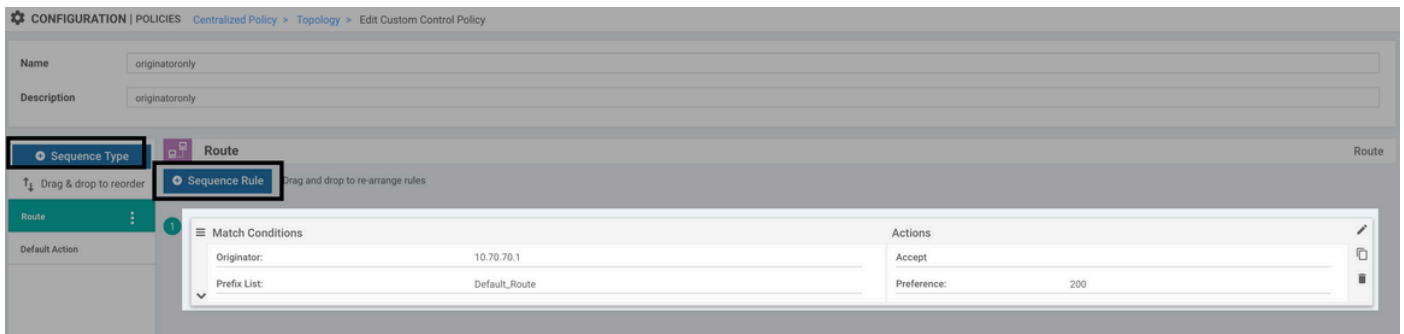 CONFIGURATION | POLICIES Centralized Policy > Topology > Edit Custom Control Policy
Name originatoronly
Description originatoronly
Sequence Type
Route Route
Sequence Rule Drag and drop to re-arrange rules
Drag & drop to reorder
Route
Default Action
1
Match Conditions Actions
Originator: 10.70.70.1 Accept
Prefix List: Default_Route Preference: 200